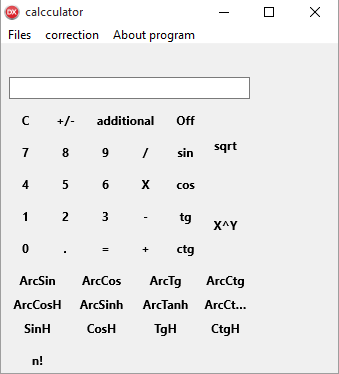 DX calcculator
Files correction About program
C +/- additional Off
7 8 9 / sin sqrt
4 5 6 X cos
1 2 3 - tg X^Y
0 . = + ctg
ArcSin ArcCos ArcTg ArcCtg
ArcCosH ArcSinh ArcTanh ArcCt...
SinH CosH TgH CtgH
n!